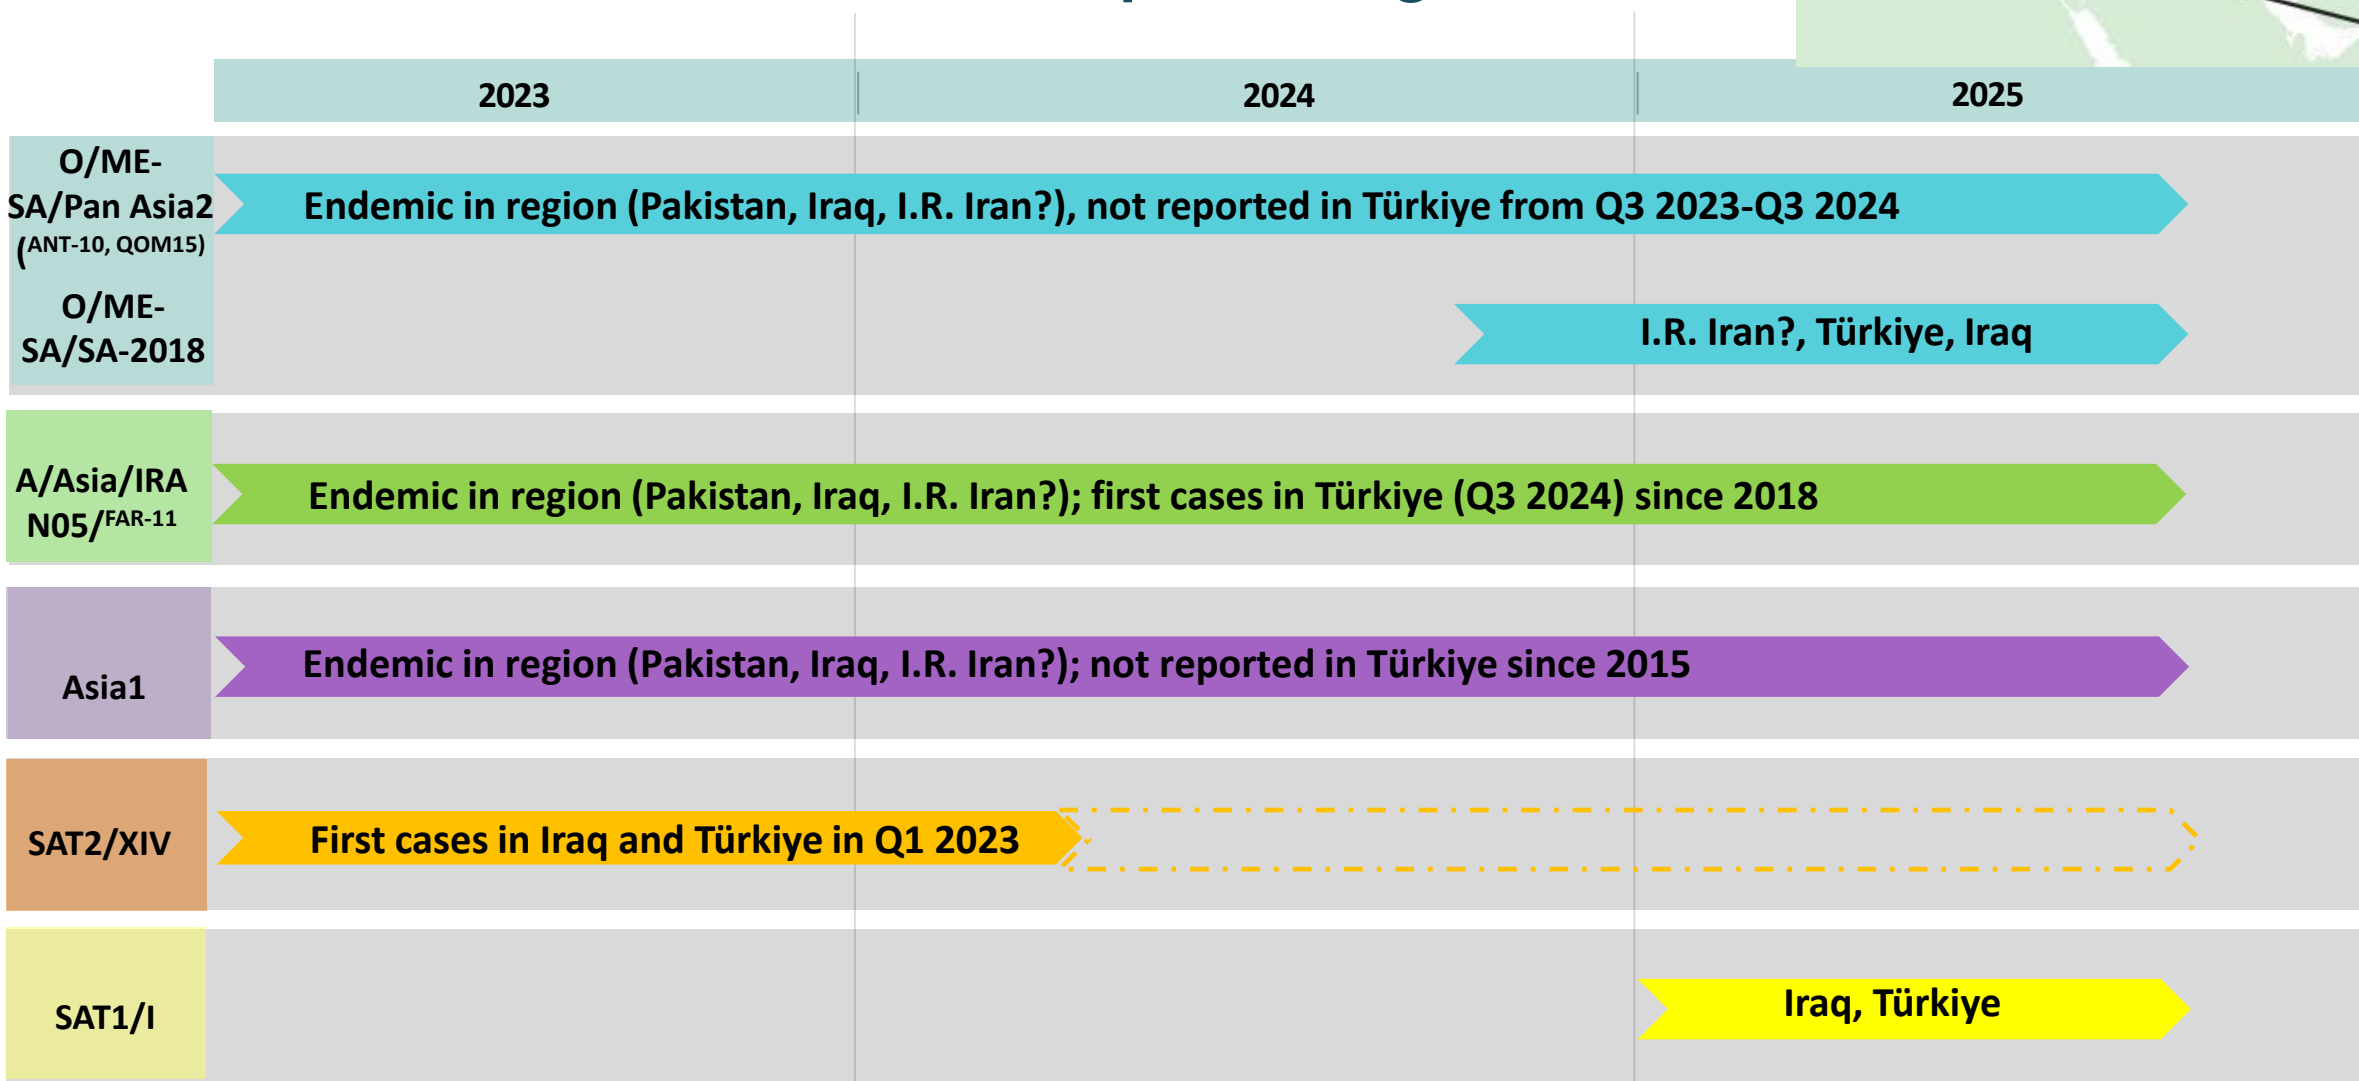 2023 2024 2025
O/ME-
SA/Pan Asia2
(ANT-10, QOM15)
Endemic in region (Pakistan, Iraq, I.R. Iran?), not reported in Türkiye from Q3 2023-Q3 2024
O/ME-
SA/SA-2018
I.R. Iran?, Türkiye, Iraq
A/Asia/IRA
N05/FAR-11
Endemic in region (Pakistan, Iraq, I.R. Iran?); first cases in Türkiye (Q3 2024) since 2018
Asia1
Endemic in region (Pakistan, Iraq, I.R. Iran?); not reported in Türkiye since 2015
SAT2/XIV
First cases in Iraq and Türkiye in Q1 2023
SAT1/I
Iraq, Türkiye